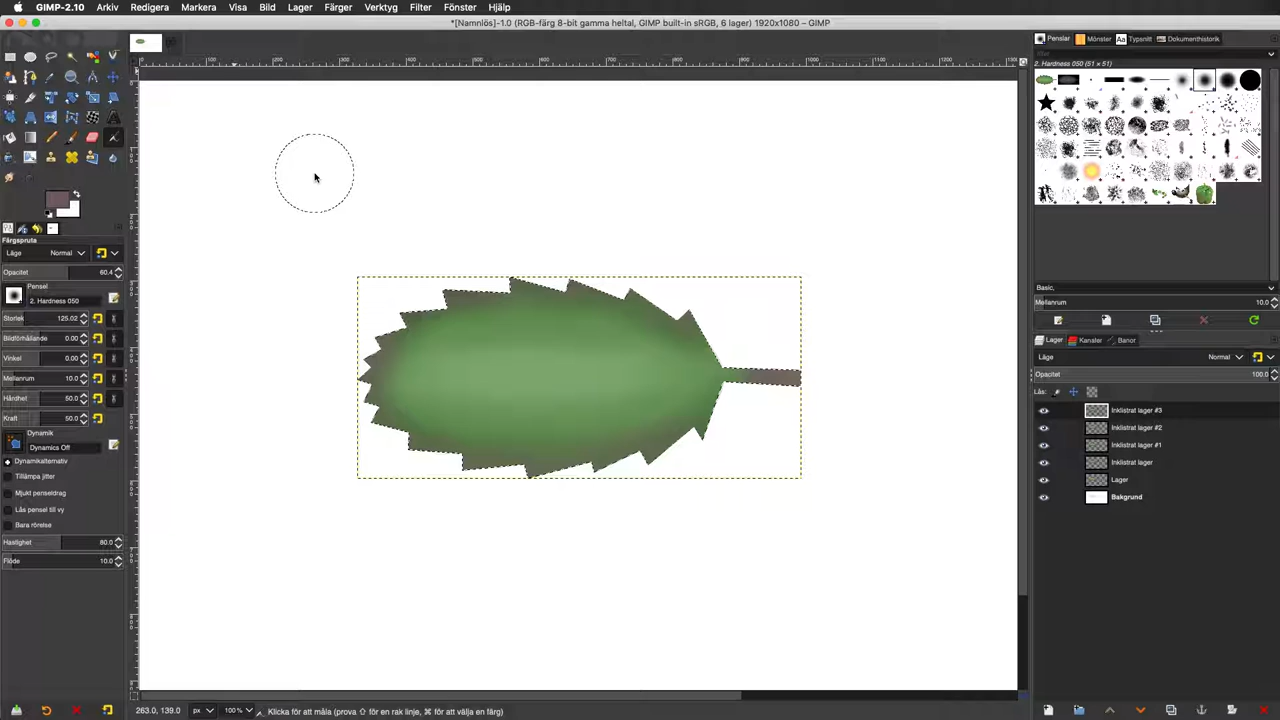 GIMP-2.10 Arkiv Redigera Markera Visa Bild Lager Färger Verktyg Filter Fönster Hjälp
*[Namnlös]-1.0 (RGB-färg 8-bit gamma heltal, GIMP built-in sRGB, 6 lager) 1920x1080 – GIMP
Penslar Mönster Aa Typsnitt Dokumenthistorik
2. Hardness 050 (51 × 51)
Färgspruta
Läge Normal
Opacitet 60.4
Pensel
2. Hardness 050
Storlek 125.02
Bildförhållande 0.00
Vinkel 0.00
Mellanrum 10.0
Hårdhet 50.0
Kraft 50.0
Dynamik
Dynamics Off
Dynamikalternativ
Tillämpa jitter
Mjukt penseldrag
Lås pensel till vy
Bara rörelse
Hastighet 80.0
Flöde 10.0
Basic,
Mellanrum 10.0
Lager Kanaler Banor
Läge Normal
Opacitet 100.0
Lås:
Inklistrat lager #3
Inklistrat lager #2
Inklistrat lager #1
Inklistrat lager
Lager
Bakgrund
263.0, 139.0 px 100% Klicka för att måla (prova ⇧ för en rak linje, ⌘ för att välja en färg)